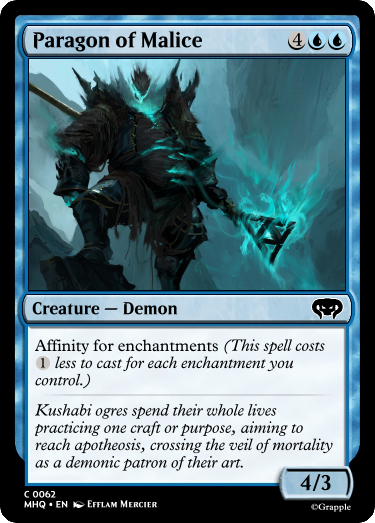 Paragon of Malice 4
Creature — Demon
Affinity for enchantments (This spell costs
1 less to cast for each enchantment you
control.)
Kushabi ogres spend their whole lives
practicing one craft or purpose, aiming to
reach apotheosis, crossing the veil of mortality
as a demonic patron of their art.
4/3
C 0062
MHQ • EN Efflam Mercier
©Grapple